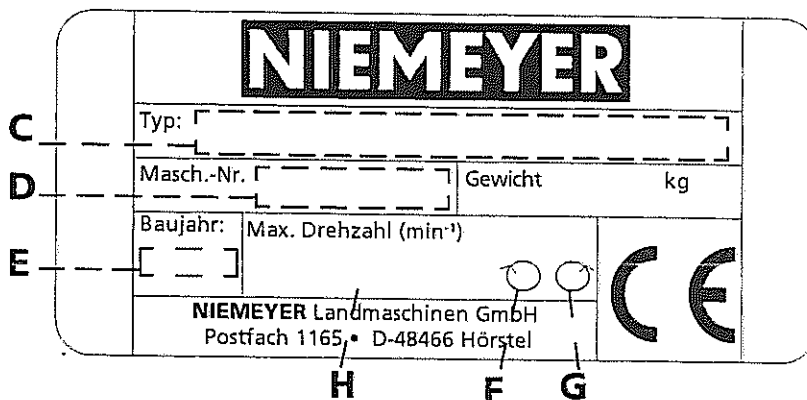 NIEMEYER
C
Typ:
D
Masch.-Nr.
Gewicht kg
E
Baujahr:
Max. Drehzahl (min⁻¹)
CE
NIEMEYER Landmaschinen GmbH
Postfach 1165 • D-48466 Hörstel
H F G